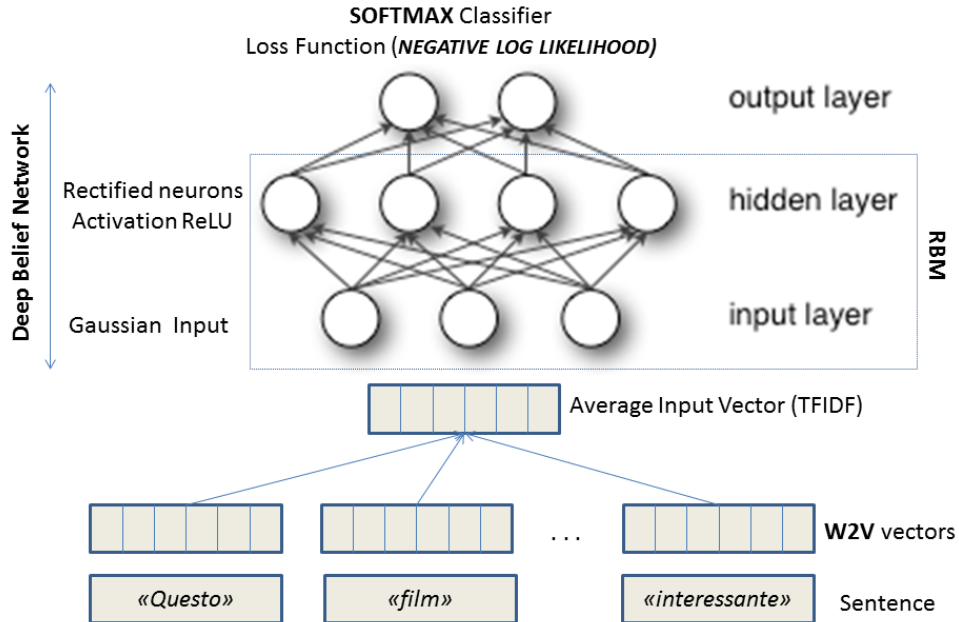 SOFTMAX Classifier
Loss Function (NEGATIVE LOG LIKELIHOOD)
output layer
Deep Belief Network
Rectified neurons
Activation ReLU
hidden layer
RBM
Gaussian Input
input layer
Average Input Vector (TFIDF)
. . .
W2V vectors
«Questo»
«film»
«interessante»
Sentence